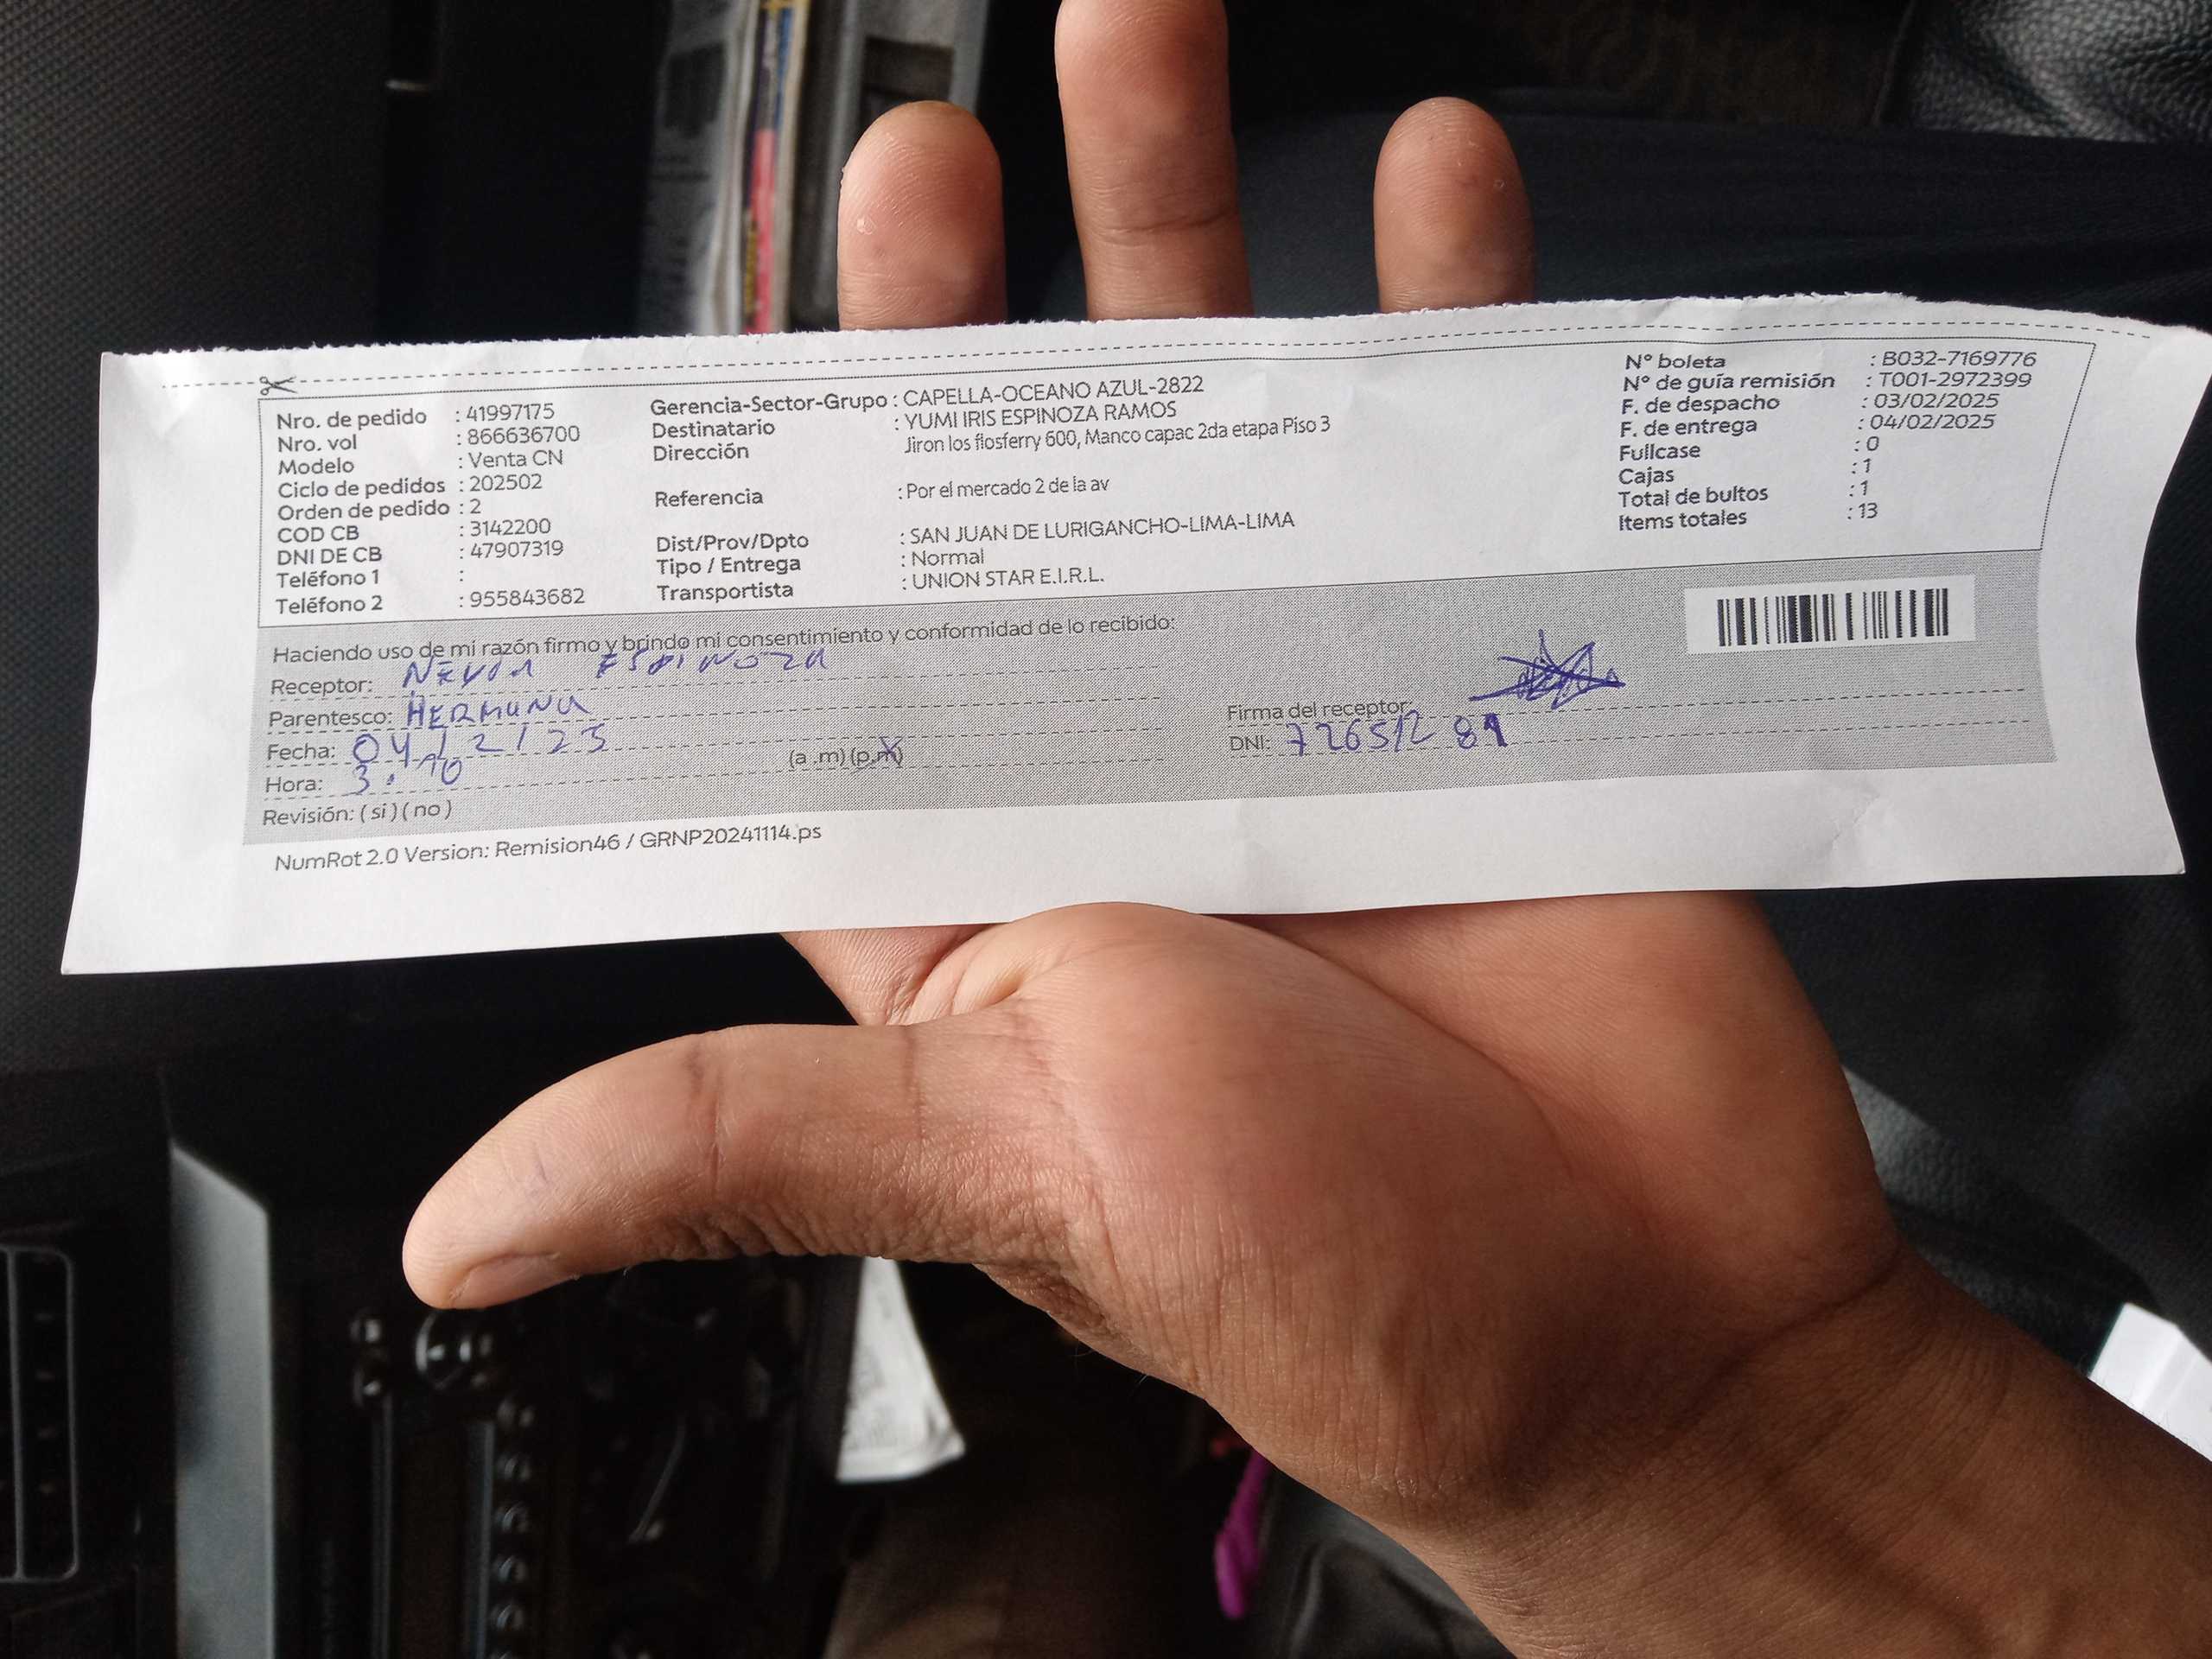 Nro. de pedido : 41997175
Nro. vol : 866636700
Modelo : Venta CN
Ciclo de pedidos : 202502
Orden de pedido : 2
COD CB : 3142200
DNI DE CB : 47907319
Teléfono 1 :
Teléfono 2 : 955843682
Gerencia-Sector-Grupo : CAPELLA-OCEANO AZUL-2822
Destinatario : YUMI IRIS ESPINOZA RAMOS
Dirección Jiron los flosferry 600, Manco capac 2da etapa Piso 3
Referencia : Por el mercado 2 de la av
Dist/Prov/Dpto : SAN JUAN DE LURIGANCHO-LIMA-LIMA
Tipo / Entrega : Normal
Transportista : UNION STAR E.I.R.L.
N° boleta : B032-7169776
N° de guía remisión : T001-2972399
F. de despacho : 03/02/2025
F. de entrega : 04/02/2025
Fullcase : 0
Cajas : 1
Total de bultos : 1
Items totales : 13
Haciendo uso de mi razón firmo y brindo mi consentimiento y conformidad de lo recibido:
Receptor: ESPINOZA
Parentesco: HERMANA
Fecha: 04/2/25
Hora: 3:10 (a .m) (p.m)
Revisión: ( si ) ( no )
Firma del receptor:
DNI: 72651281
NumRot 2.0 Version: Remision46 / GRNP20241114.ps